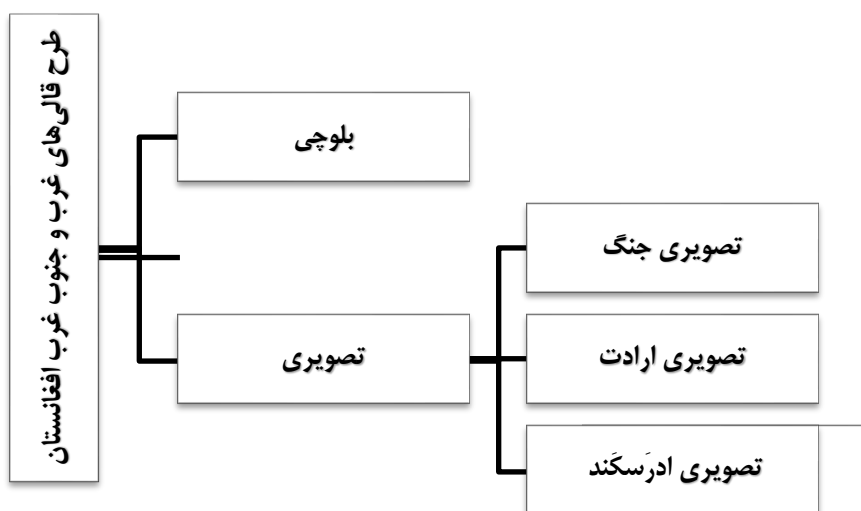 طرح قالی‌های غرب و جنوب غرب افغانستان
بلوچی
تصویری
تصویری جنگ
تصویری ارادت
تصویری ادرَسکَند